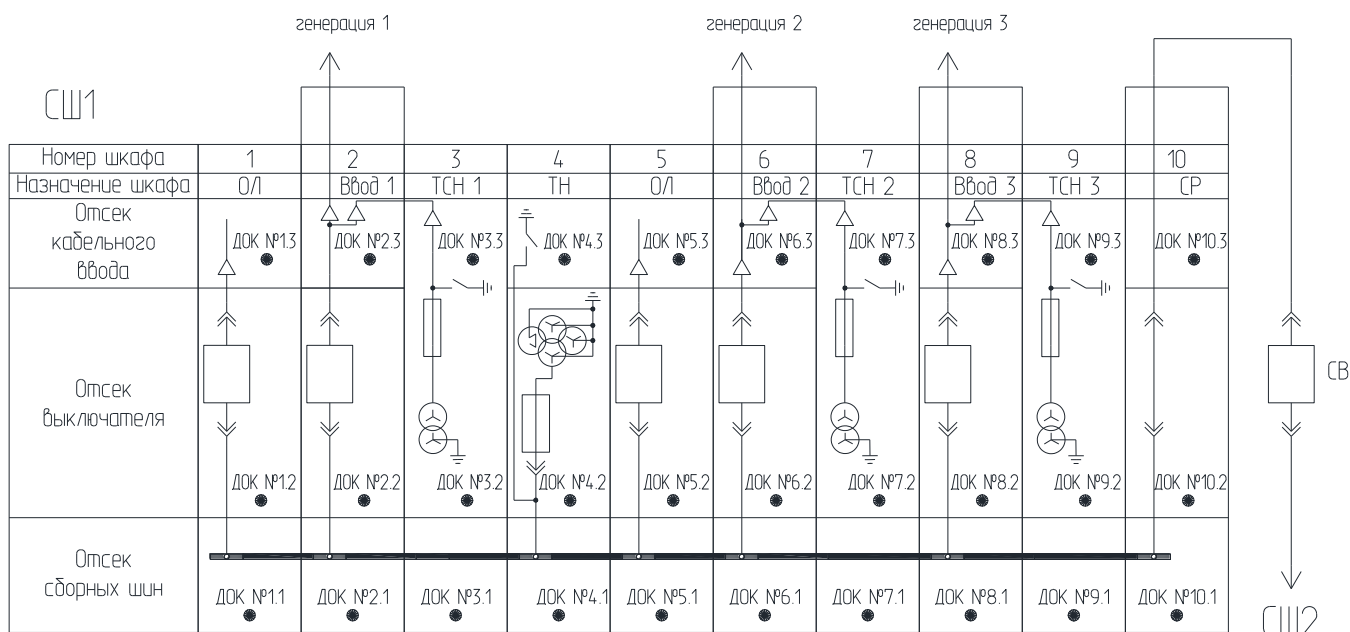 генерация 1 генерация 2 генерация 3
СШ1
Номер шкафа 1 2 3 4 5 6 7 8 9 10
Назначение шкафа ОЛ Ввод 1 ТСН 1 ТН ОЛ Ввод 2 ТСН 2 Ввод 3 ТСН 3 СР
Отсек
кабельного
ввода
ДОК №1.3 ДОК №2.3 ДОК №3.3 ДОК №4.3 ДОК №5.3 ДОК №6.3 ДОК №7.3 ДОК №8.3 ДОК №9.3 ДОК №10.3
Отсек
выключателя
СВ
ДОК №1.2 ДОК №2.2 ДОК №3.2 ДОК №4.2 ДОК №5.2 ДОК №6.2 ДОК №7.2 ДОК №8.2 ДОК №9.2 ДОК №10.2
Отсек
сборных шин
ДОК №1.1 ДОК №2.1 ДОК №3.1 ДОК №4.1 ДОК №5.1 ДОК №6.1 ДОК №7.1 ДОК №8.1 ДОК №9.1 ДОК №10.1
СШ2